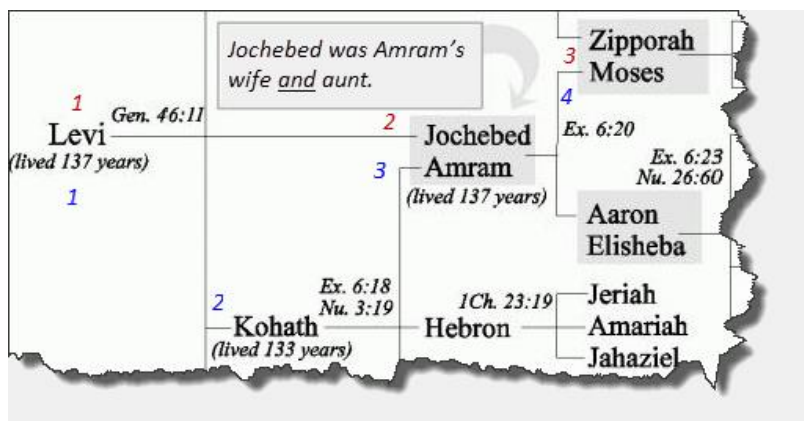 Jochebed was Amram's
wife and aunt.
1
Gen. 46:11
Levi
(lived 137 years)
1
2
Jochebed
3
Amram
(lived 137 years)
3
Zipporah
Moses
4
Ex. 6:20
Ex. 6:23
Nu. 26:60
Aaron
Elisheba
2
Kohath
(lived 133 years)
Ex. 6:18
Nu. 3:19
Hebron
1Ch. 23:19
Jeriah
Amariah
Jahaziel